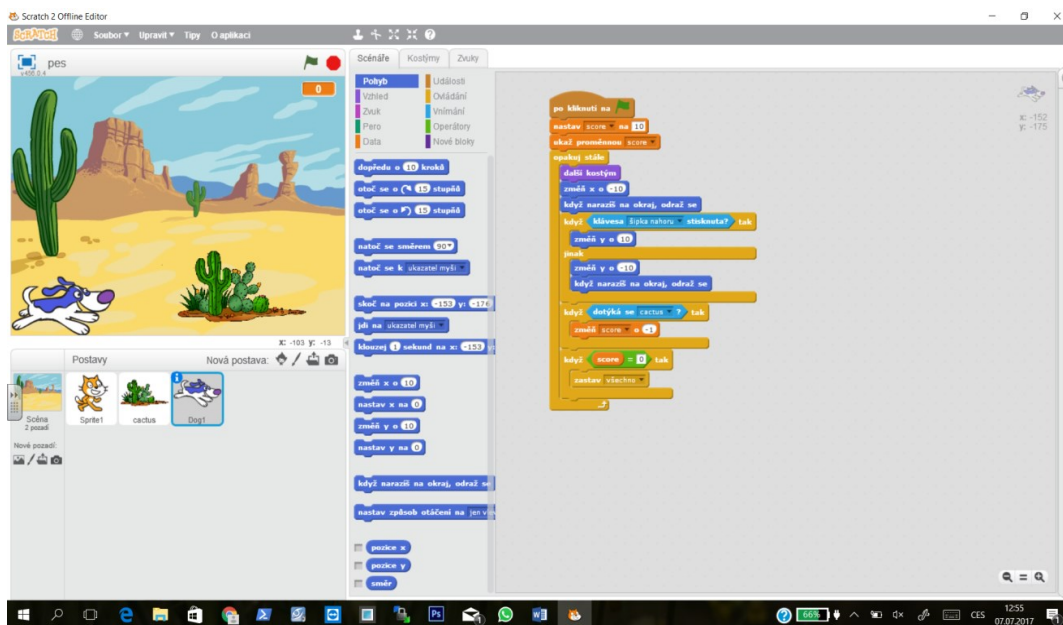 Scratch 2 Offline Editor
SCRATCH Soubor Upravit Tipy O aplikaci
pes
v456.0.4
0
x: -103 y: -13
Postavy Nová postava:
Scéna
2 pozadí
Sprite1
cactus
Dog1
Nové pozadí:
Scénáře Kostýmy Zvuky
Pohyb Události
Vzhled Ovládání
Zvuk Vnímání
Pero Operátory
Data Nové bloky
dopředu o 10 kroků
otoč se o 15 stupňů
otoč se o 15 stupňů
natoč se směrem 90
natoč se k ukazatel myši
skoč na pozici x: -153 y: -176
jdi na ukazatel myši
klouzej 1 sekund na x: -153
změň x o 10
nastav x na 0
změň y o 10
nastav y na 0
když narazíš na okraj, odraž se
nastav způsob otáčení na
pozice x
pozice y
směr
po kliknutí na
nastav score na 10
ukaž proměnnou score
opakuj stále
další kostým
změň x o -10
když narazíš na okraj, odraž se
když klávesa šipka nahoru stisknuta? tak
změň y o 10
jinak
změň y o -10
když narazíš na okraj, odraž se
když dotýká se cactus ? tak
změň score o -1
když score = 0 tak
zastav všechno
x: -152
y: -175
66%
CES
12:55
07.07.2017